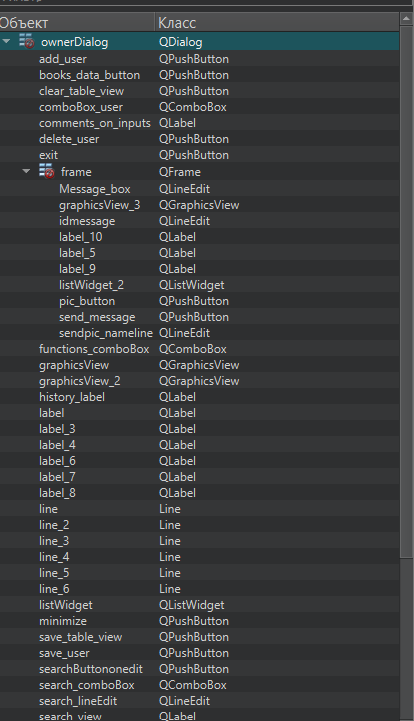 Объект Класс
ownerDialog QDialog
add_user QPushButton
books_data_button QPushButton
clear_table_view QPushButton
comboBox_user QComboBox
comments_on_inputs QLabel
delete_user QPushButton
exit QPushButton
frame QFrame
Message_box QLineEdit
graphicsView_3 QGraphicsView
idmessage QLineEdit
label_10 QLabel
label_5 QLabel
label_9 QLabel
listWidget_2 QListWidget
pic_button QPushButton
send_message QPushButton
sendpic_nameline QLineEdit
functions_comboBox QComboBox
graphicsView QGraphicsView
graphicsView_2 QGraphicsView
history_label QLabel
label QLabel
label_3 QLabel
label_4 QLabel
label_6 QLabel
label_7 QLabel
label_8 QLabel
line Line
line_2 Line
line_3 Line
line_4 Line
line_5 Line
line_6 Line
listWidget QListWidget
minimize QPushButton
save_table_view QPushButton
save_user QPushButton
searchButtononedit QPushButton
search_comboBox QComboBox
search_lineEdit QLineEdit
search_view QLabel